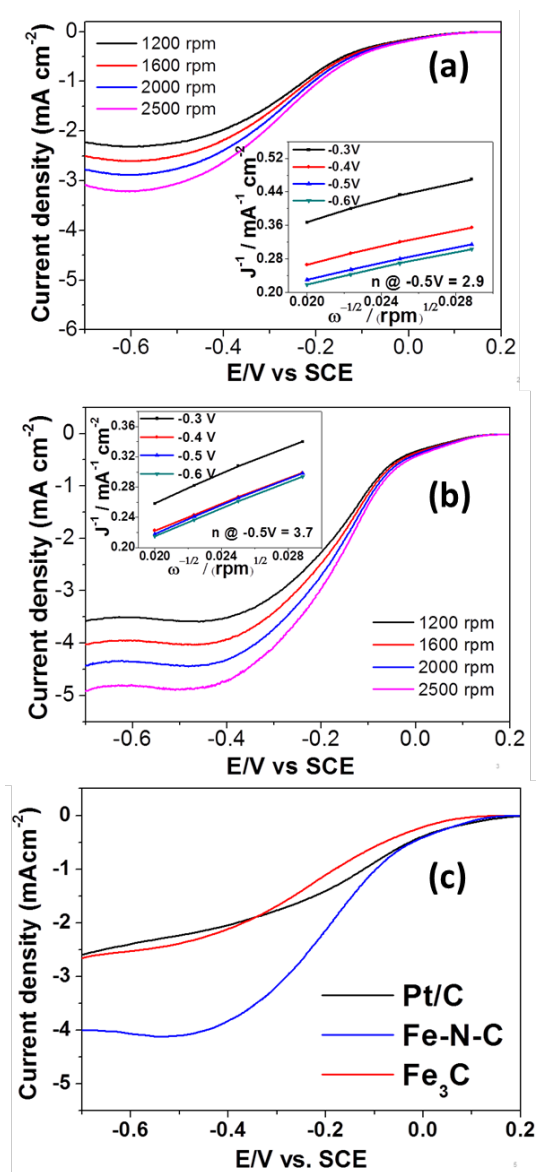 0
-1
-2
-3
-4
-5
-6
Current density (mA cm⁻²)
1200 rpm
1600 rpm
2000 rpm
2500 rpm
(a)
0.52
0.44
0.36
0.28
0.20
J⁻¹ / mA⁻¹ cm⁻²
-0.3V
-0.4V
-0.5V
-0.6V
n @ -0.5V = 2.9
0.020 0.024 0.028
ω⁻¹/² / (rpm)¹/²
-0.6 -0.4 -0.2 0.0 0.2
E/V vs SCE
0
-1
-2
-3
-4
-5
Current density (mA cm⁻²)
0.36
0.32
0.28
0.24
0.20
J⁻¹ / mA⁻¹ cm⁻²
-0.3 V
-0.4 V
-0.5 V
-0.6 V
n @ -0.5V = 3.7
0.020 0.024 0.028
ω⁻¹/² / (rpm)¹/²
(b)
1200 rpm
1600 rpm
2000 rpm
2500 rpm
-0.6 -0.4 -0.2 0.0 0.2
E/V vs SCE
0
-1
-2
-3
-4
-5
Current density (mAcm⁻²)
(c)
Pt/C
Fe-N-C
Fe₃C
-0.6 -0.4 -0.2 0.0 0.2
E/V vs. SCE